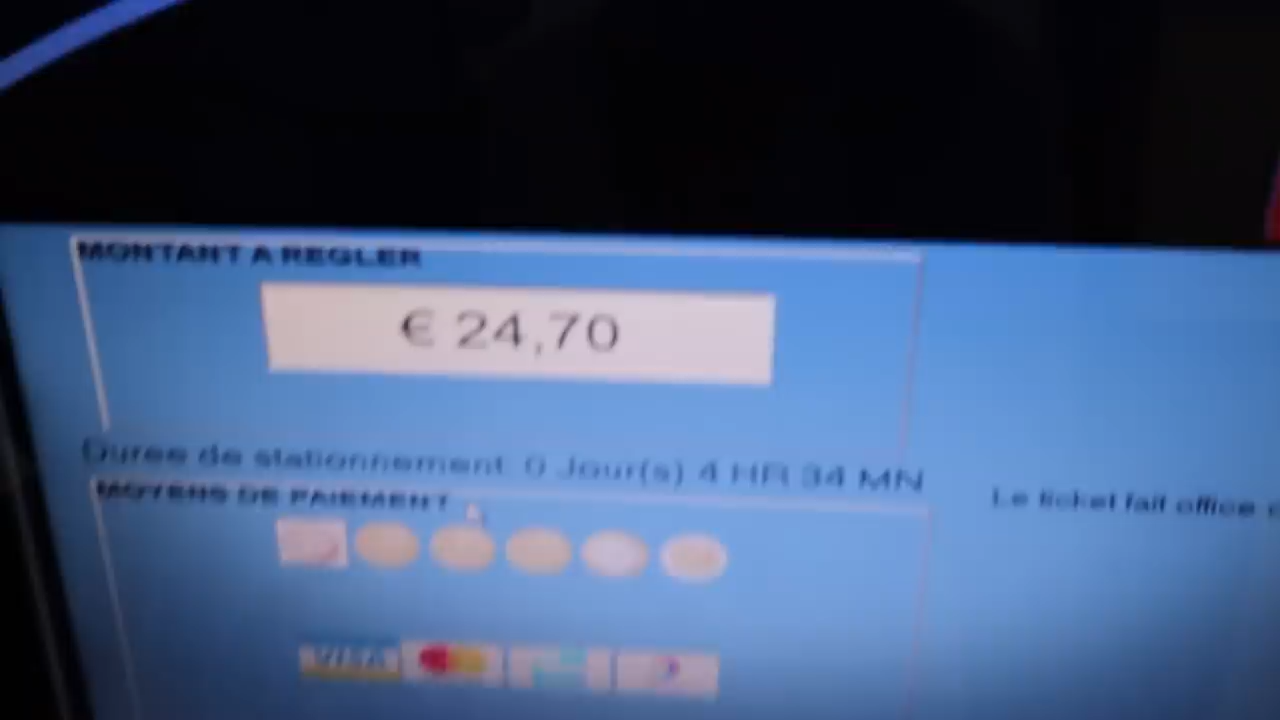 MONTANT A REGLER
€ 24,70
Duree de stationnement 0 Jour(s) 4 HR 34 MN
MOYENS DE PAIEMENT
Le ticket fait office
VISA